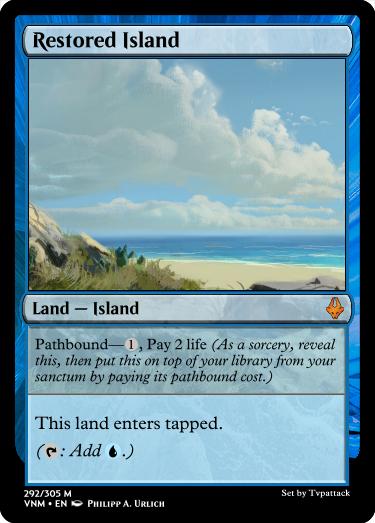 Restored Island
Land — Island
Pathbound—1, Pay 2 life (As a sorcery, reveal
this, then put this on top of your library from your
sanctum by paying its pathbound cost.)
This land enters tapped.
(T: Add U.)
292/305 M
VNM • EN Philipp A. Urlich
Set by Tvpattack